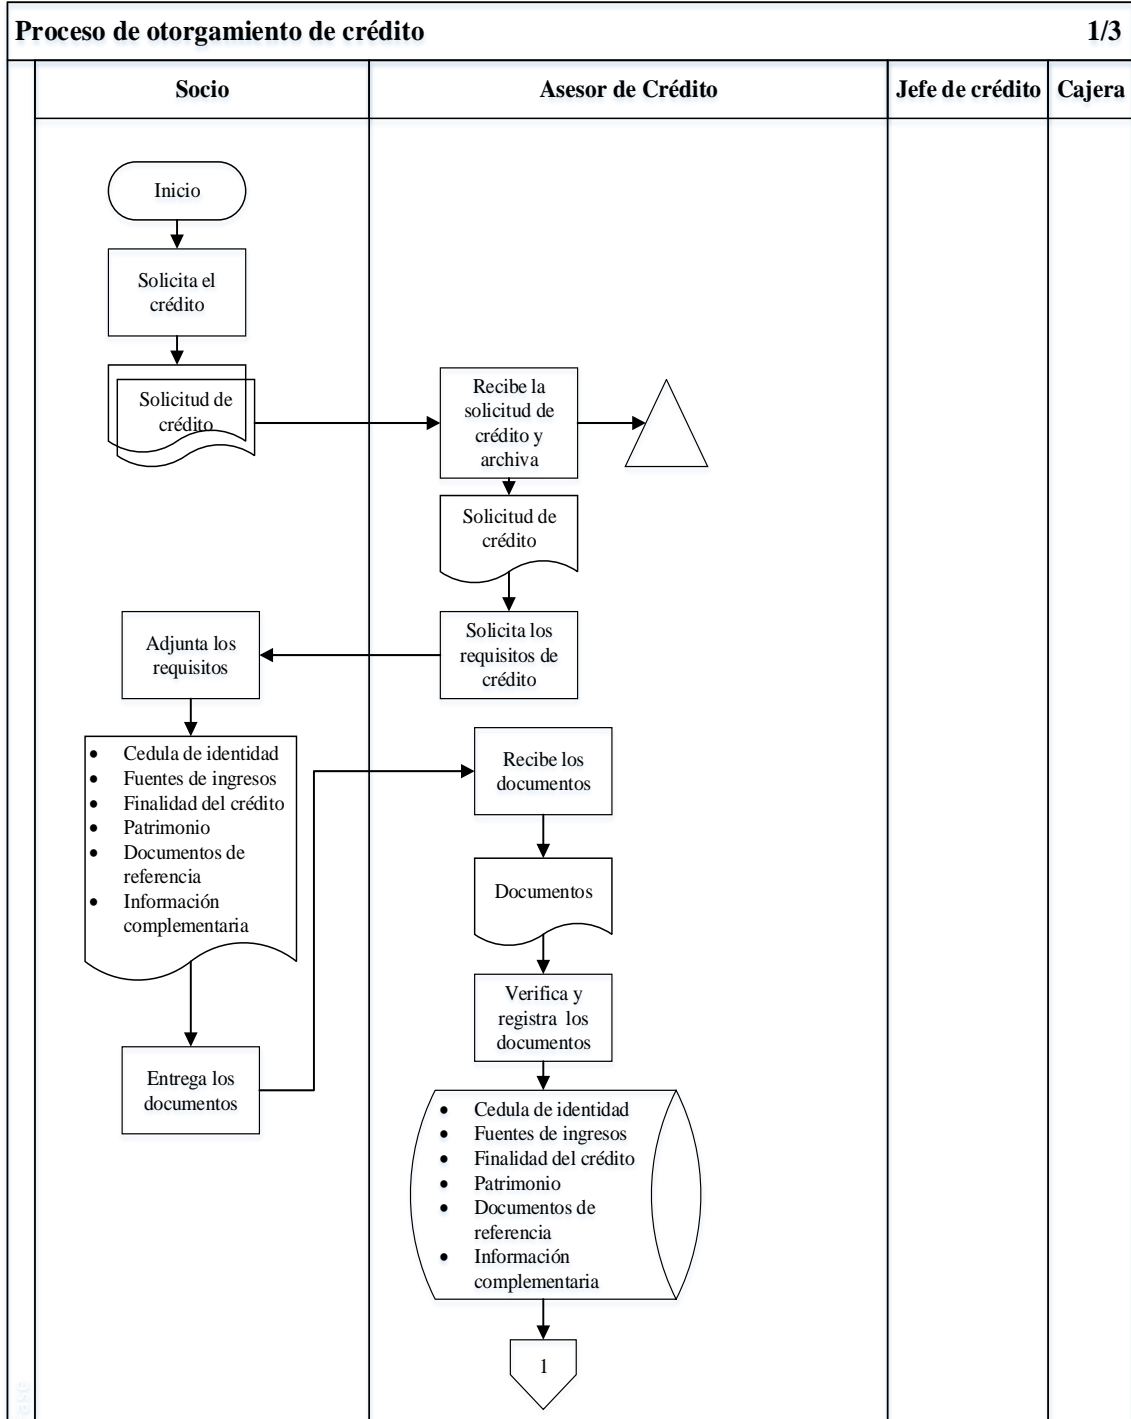 Proceso de otorgamiento de crédito 1/3
Socio
Asesor de Crédito
Jefe de crédito
Cajera
Inicio
Solicita el
crédito
Solicitud de
crédito
Recibe la
solicitud de
crédito y
archiva
Solicitud de
crédito
Solicita los
requisitos de
crédito
Adjunta los
requisitos
• Cedula de identidad
• Fuentes de ingresos
• Finalidad del crédito
• Patrimonio
• Documentos de
referencia
• Información
complementaria
Entrega los
documentos
Recibe los
documentos
Documentos
Verifica y
registra los
documentos
• Cedula de identidad
• Fuentes de ingresos
• Finalidad del crédito
• Patrimonio
• Documentos de
referencia
• Información
complementaria
1